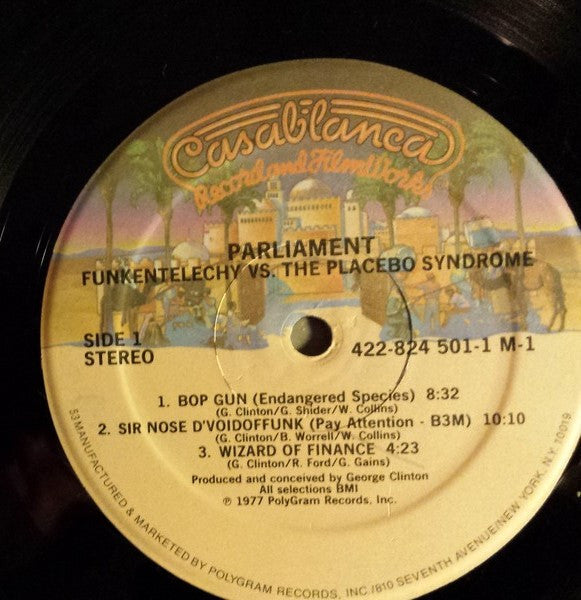 Casablanca
Record and FilmWorks
PARLIAMENT
FUNKENTELECHY VS. THE PLACEBO SYNDROME
SIDE 1
STEREO
422-824 501-1 M-1
1. BOP GUN (Endangered Species) 8:32
(G. Clinton/G. Shider/W. Collins)
2. SIR NOSE D'VOIDOFFUNK (Pay Attention - B3M) 10:10
(G. Clinton/B. Worrell/W. Collins)
3. WIZARD OF FINANCE 4:23
(G. Clinton/R. Ford/G. Gains)
Produced and conceived by George Clinton
All selections BMI
℗ 1977 PolyGram Records, Inc.
53 MANUFACTURED & MARKETED BY POLYGRAM RECORDS, INC./810 SEVENTH AVENUE/NEW YORK, N.Y. 10019